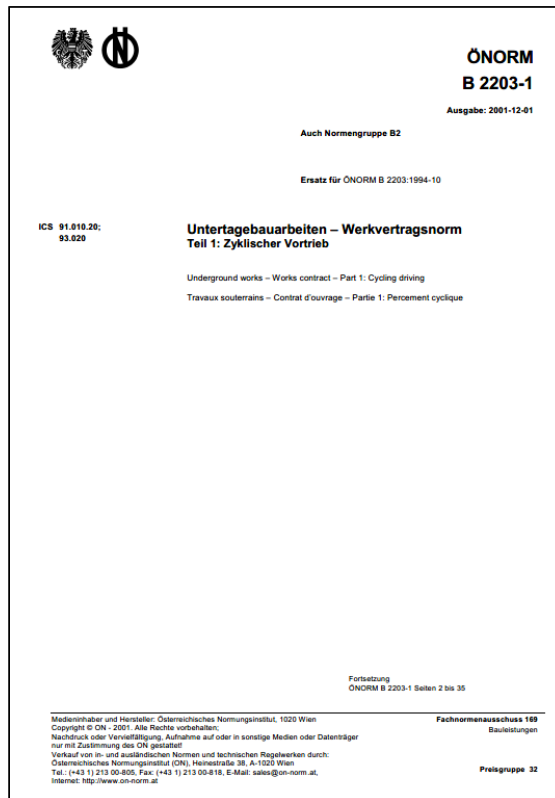 ÖNORM
B 2203-1
Ausgabe: 2001-12-01
Auch Normengruppe B2
Ersatz für ÖNORM B 2203:1994-10
ICS 91.010.20;
93.020
Untertagebauarbeiten – Werkvertragsnorm
Teil 1: Zyklischer Vortrieb
Underground works – Works contract – Part 1: Cycling driving
Travaux souterrains – Contrat d'ouvrage – Partie 1: Percement cyclique
Fortsetzung
ÖNORM B 2203-1 Seiten 2 bis 35
Medieninhaber und Hersteller: Österreichisches Normungsinstitut, 1020 Wien
Copyright © ON - 2001. Alle Rechte vorbehalten;
Nachdruck oder Vervielfältigung, Aufnahme auf oder in sonstige Medien oder Datenträger
nur mit Zustimmung des ON gestattet!
Verkauf von in- und ausländischen Normen und technischen Regelwerken durch:
Österreichisches Normungsinstitut (ON), Heinestraße 38, A-1020 Wien
Tel.: (+43 1) 213 00-805, Fax: (+43 1) 213 00-818, E-Mail: sales@on-norm.at,
Internet: http://www.on-norm.at
Fachnormenausschuss 169
Bauleistungen
Preisgruppe 32